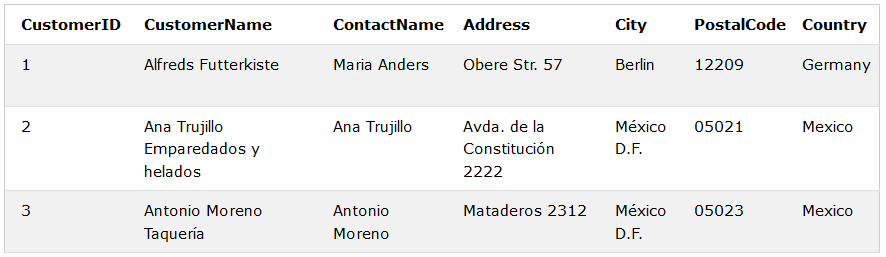 CustomerID CustomerName ContactName Address City PostalCode Country
1 Alfreds Futterkiste Maria Anders Obere Str. 57 Berlin 12209 Germany
2 Ana Trujillo Ana Trujillo Avda. de la México 05021 Mexico
Emparedados y Constitución D.F.
helados 2222
3 Antonio Moreno Antonio Mataderos 2312 México 05023 Mexico
Taquería Moreno D.F.